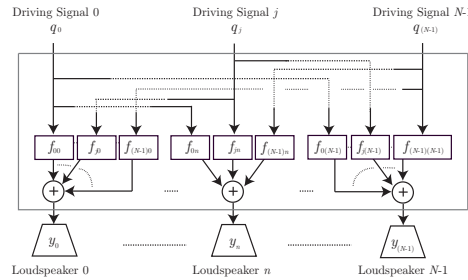 Driving Signal 0 Driving Signal j Driving Signal N-1
q0 qj q(N-1)
f00 fj0 f(N-1)0 f0n fjn f(N-1)n f0(N-1) fj(N-1) f(N-1)(N-1)
+ + +
y0 yn y(N-1)
Loudspeaker 0 Loudspeaker n Loudspeaker N-1